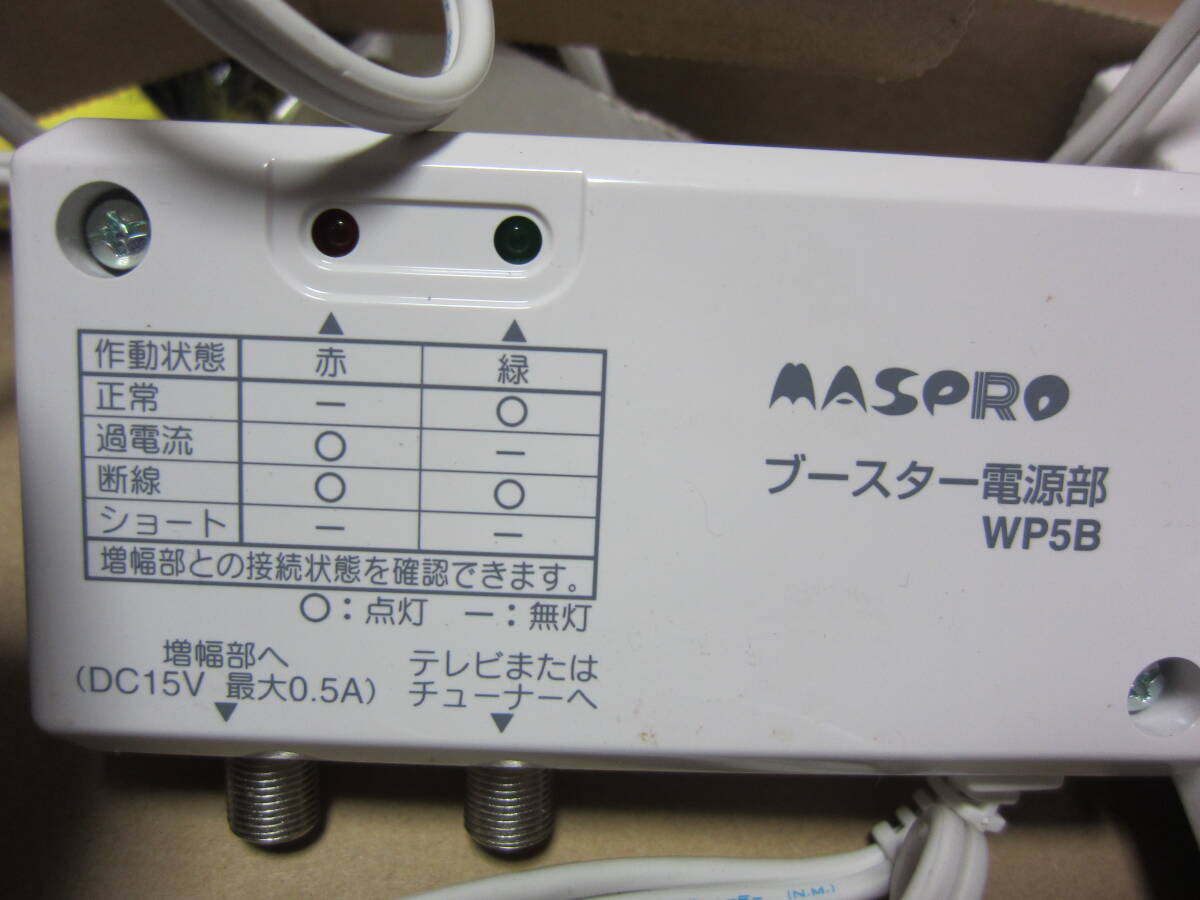 ▲ ▲
作動状態 赤 緑
正常 ー ○
過電流 ○ ー
断線 ○ ○
ショート ー ー
増幅部との接続状態を確認できます。
○：点灯 ー：無灯
増幅部へ
(DC15V 最大0.5A)
▼
テレビまたは
チューナーへ
▼
MASPRO
ブースター電源部
WP5B
(N.M.)